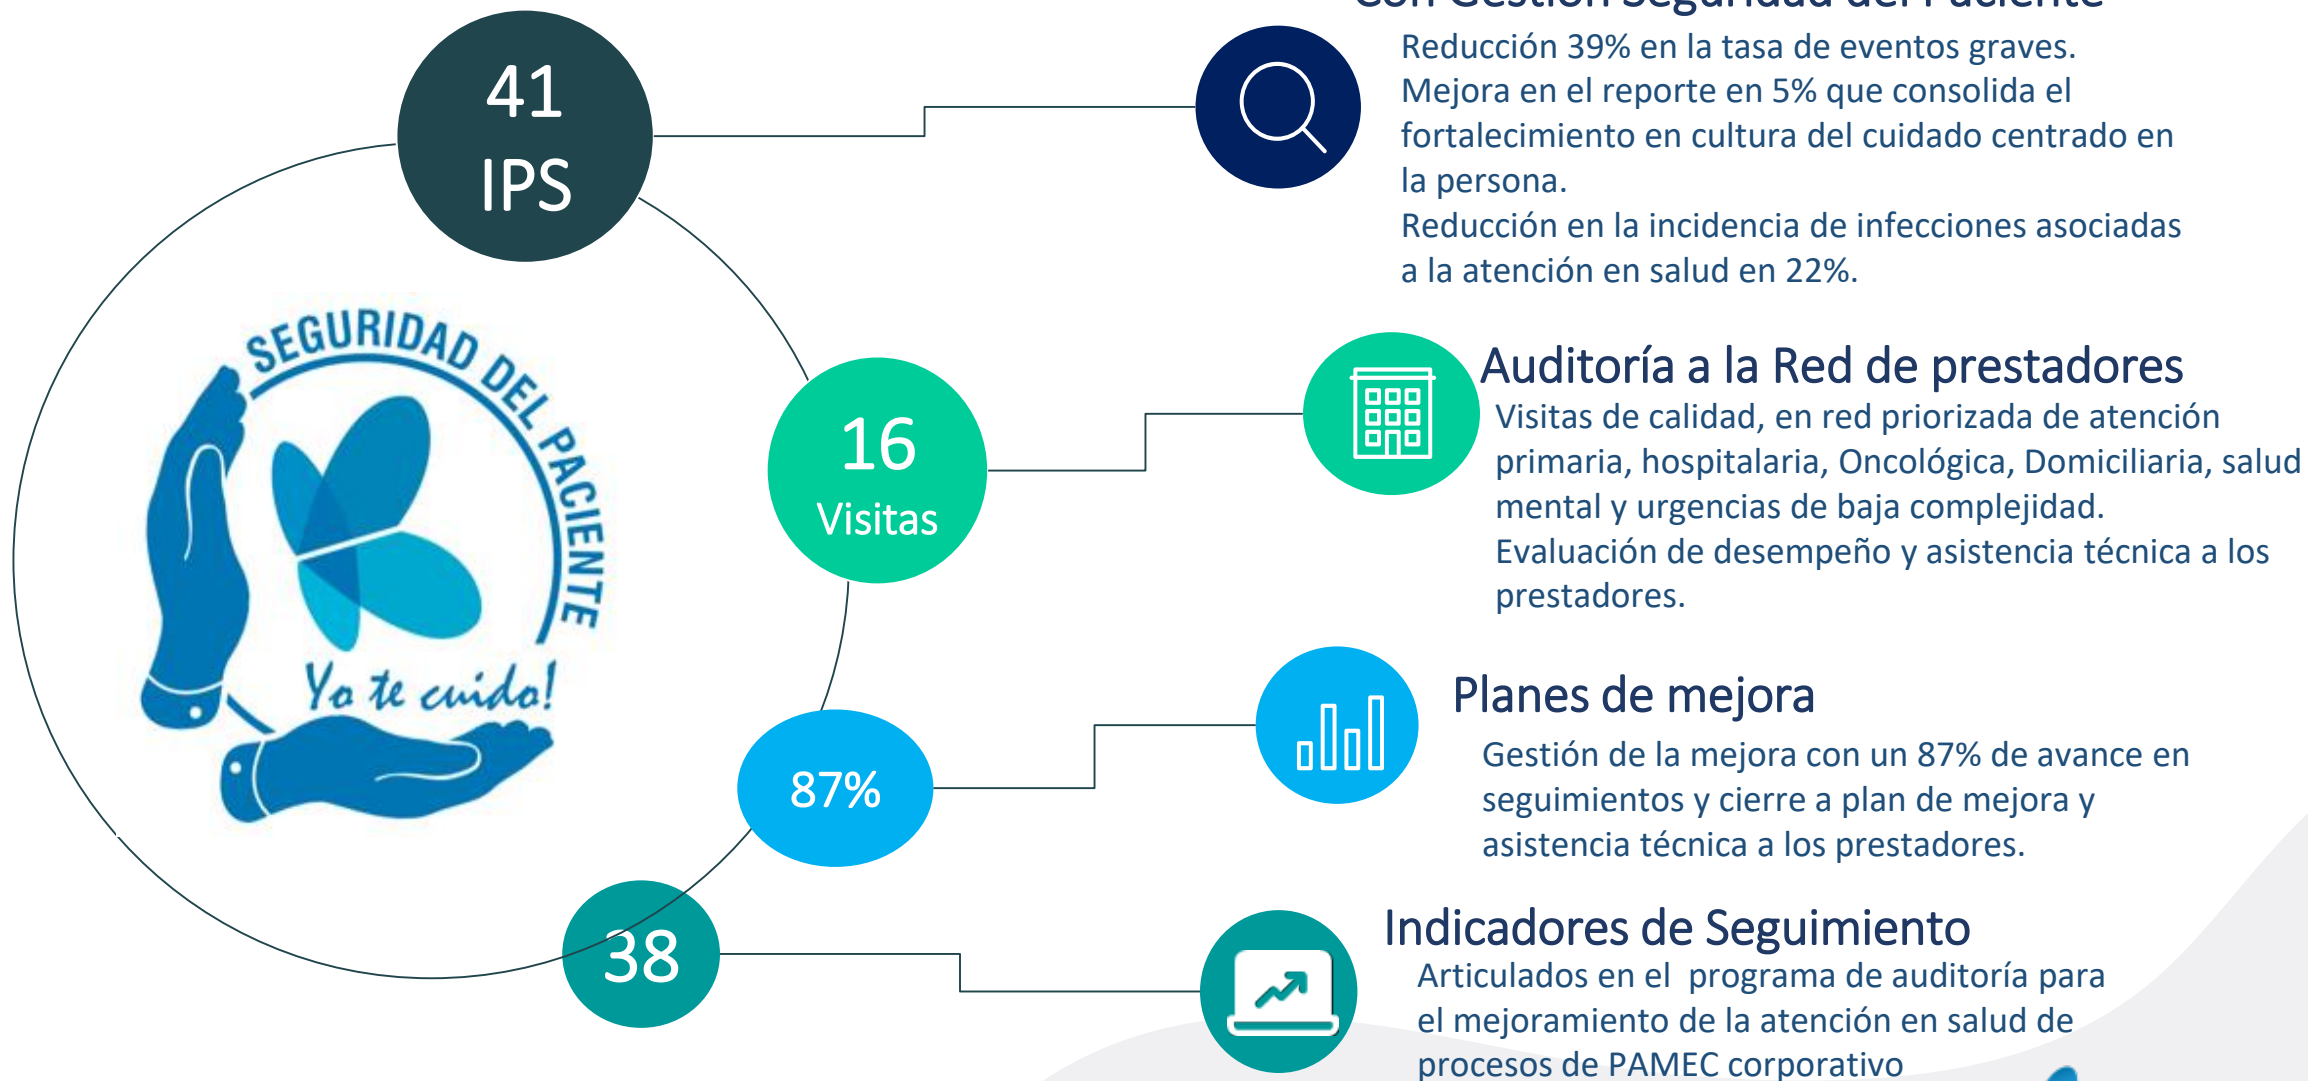 41
IPS
Con Gestión Seguridad del Paciente
Reducción 39% en la tasa de eventos graves.
Mejora en el reporte en 5% que consolida el
fortalecimiento en cultura del cuidado centrado en
la persona.
Reducción en la incidencia de infecciones asociadas
a la atención en salud en 22%.
SEGURIDAD DEL PACIENTE
Yo te cuido!
16
Visitas
Auditoría a la Red de prestadores
Visitas de calidad, en red priorizada de atención
primaria, hospitalaria, Oncológica, Domiciliaria, salud
mental y urgencias de baja complejidad.
Evaluación de desempeño y asistencia técnica a los
prestadores.
87%
Planes de mejora
Gestión de la mejora con un 87% de avance en
seguimientos y cierre a plan de mejora y
asistencia técnica a los prestadores.
38
Indicadores de Seguimiento
Articulados en el  programa de auditoría para
el mejoramiento de la atención en salud de
procesos de PAMEC corporativo